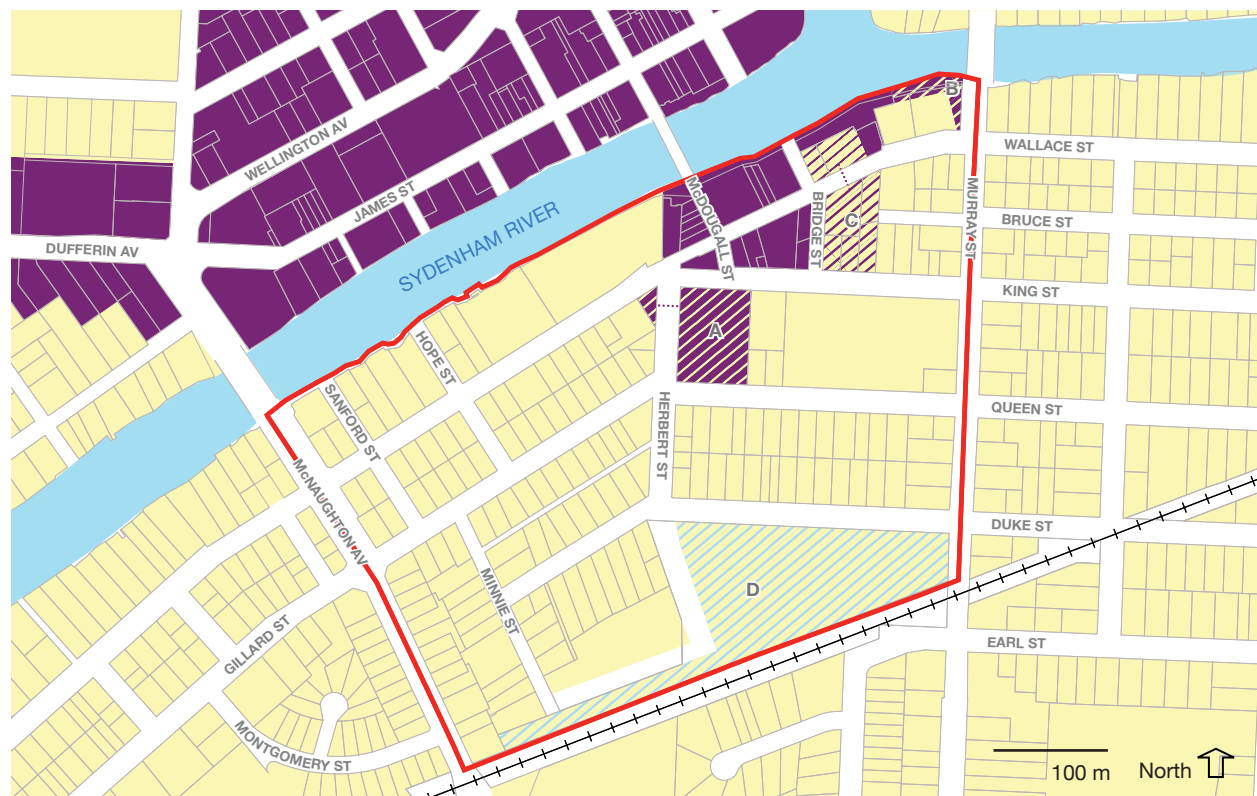 B
WALLACE ST
WELLINGTON AV
JAMES ST
McDOUGALL ST
BRIDGE ST
C
MURRAY ST
BRUCE ST
DUFFERIN AV
SYDENHAM RIVER
KING ST
A
HOPE ST
SANFORD ST
HERBERT ST
QUEEN ST
McNAUGHTON AV
DUKE ST
MINNIE ST
D
GILLARD ST
EARL ST
MONTGOMERY ST
100 m
North